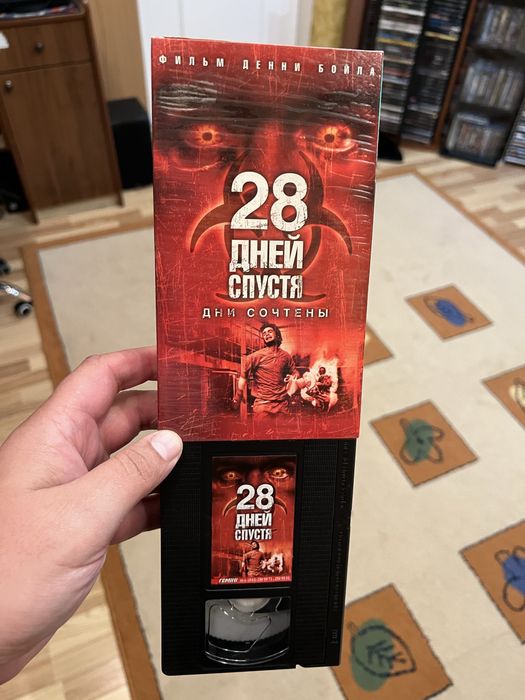 ФИЛЬМ ДЕННИ БОЙЛА
28
ДНЕЙ
СПУСТЯ
ДНИ СОЧТЕНЫ
28
ДНЕЙ
СПУСТЯ